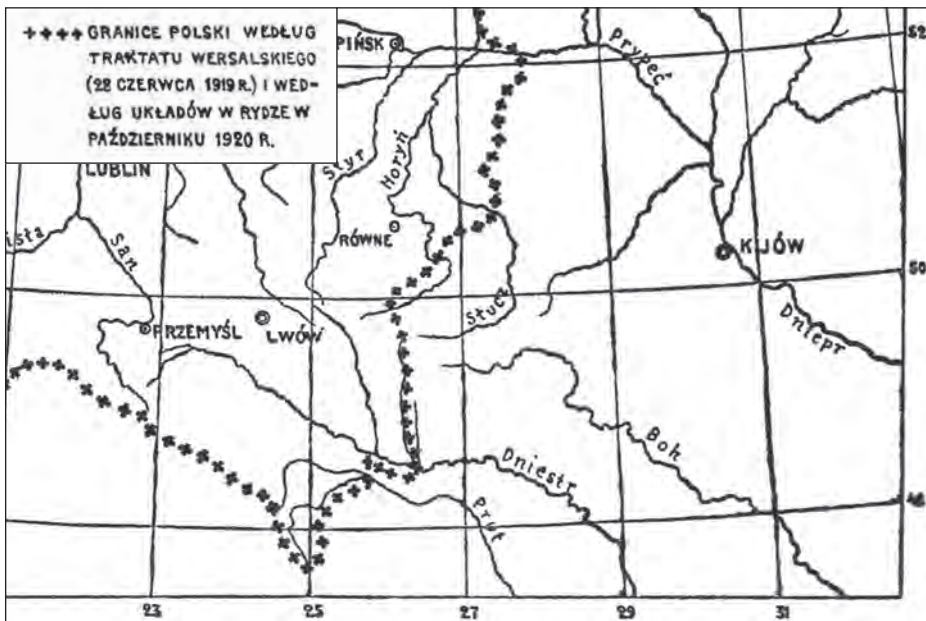 GRANICE POLSKI WEDŁUG
TRAKTATU WERSALSKIEGO
(28 CZERWCA 1919 R.) I WED-
ŁUG UKŁADÓW W RYDZE W
PAŹDZIERNIKU 1920 R.
PIŃSK
Prypeć
52
LUBLIN
Styr
Horyń
ista
San
RÓWNE
KIJÓW
50
Słucz
PRZEMYŚL
LWÓW
Dniepr
Boh
Dniestr
Prut
48
23
25
27
29
31